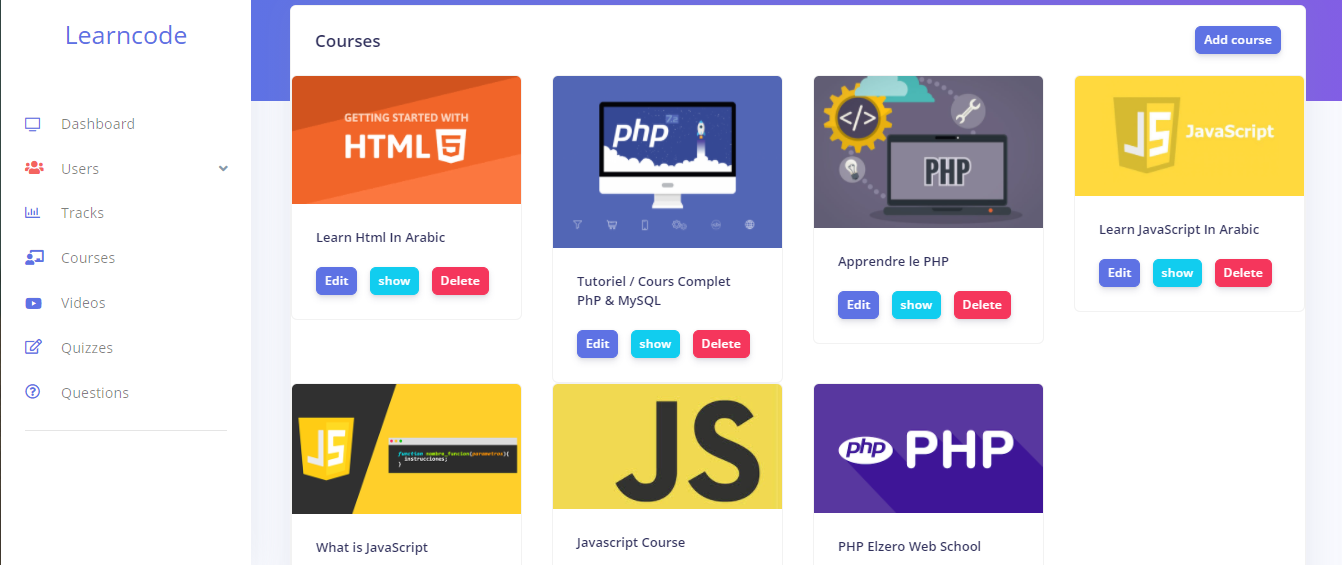 Learncode
Dashboard
Users
Tracks
Courses
Videos
Quizzes
Questions
Courses
Add course
GETTING STARTED WITH
HTML 5
Learn Html In Arabic
Edit show Delete
php
Tutoriel / Cours Complet
PhP & MySQL
Edit show Delete
</>
PHP
Apprendre le PHP
Edit show Delete
JS JavaScript
Learn JavaScript In Arabic
Edit show Delete
JS
function nombre_funcion(parametros){
instrucciones;
}
What is JavaScript
JS
Javascript Course
php PHP
PHP Elzero Web School